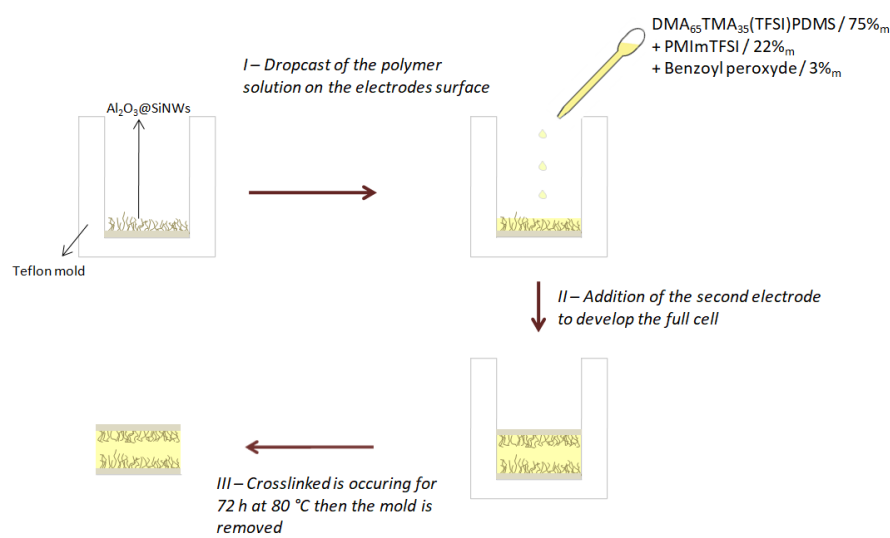 DMA₆₅TMA₃₅(TFSI)PDMS / 75%ₘ
+ PMImTFSI / 22%ₘ
+ Benzoyl peroxyde / 3%ₘ
I – Dropcast of the polymer
solution on the electrodes surface
Al₂O₃@SiNWs
Teflon mold
II – Addition of the second electrode
to develop the full cell
III – Crosslinked is occuring for
72 h at 80 °C then the mold is
removed